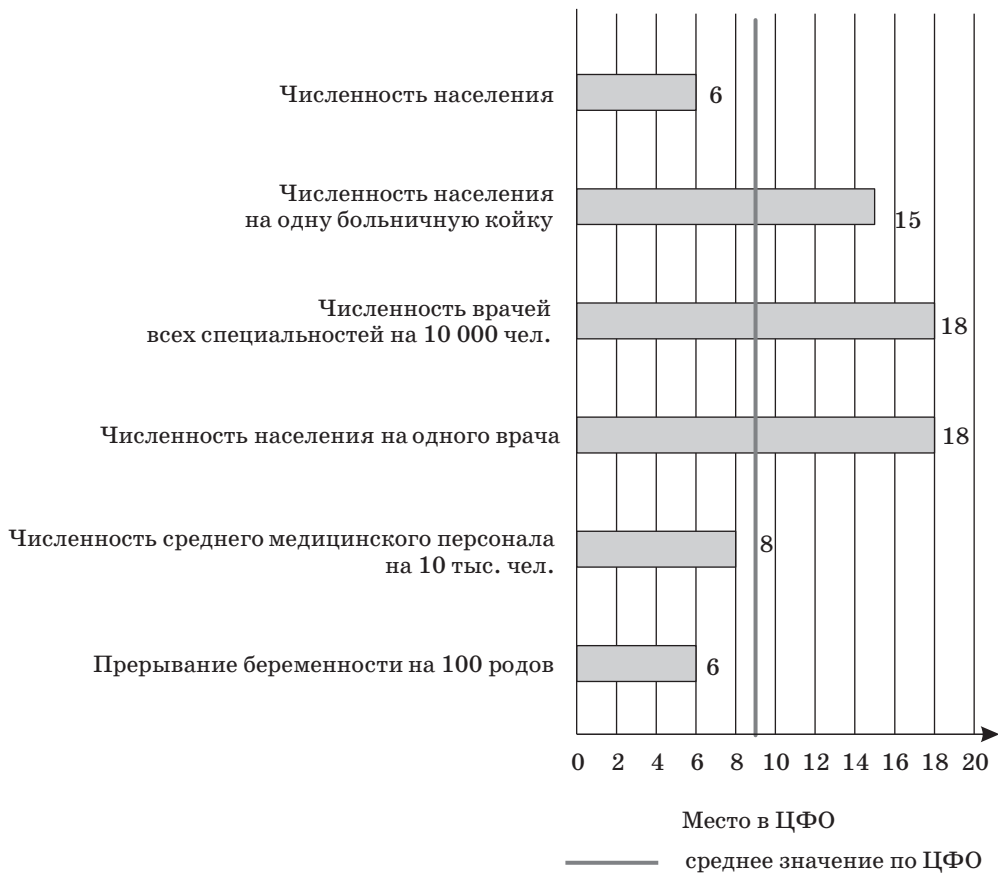 Численность населения
6
Численность населения
на одну больничную койку
15
Численность врачей
всех специальностей на 10 000 чел.
18
Численность населения на одного врача
18
Численность среднего медицинского персонала
на 10 тыс. чел.
8
Прерывание беременности на 100 родов
6
0 2 4 6 8 10 12 14 16 18 20
Место в ЦФО
среднее значение по ЦФО